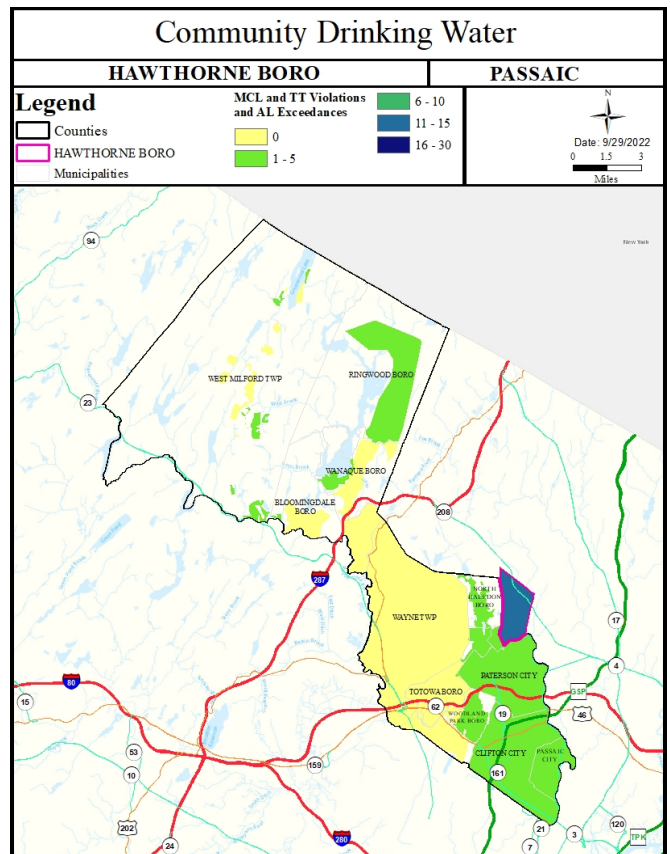 Community Drinking Water
HAWTHORNE BORO
PASSAIC
Legend
Counties
HAWTHORNE BORO
Municipalities
MCL and TT Violations
and AL Exceedances
0
1 - 5
6 - 10
11 - 15
16 - 30
N
Date: 9/29/2022
0 1.5 3
Miles
New York
94
WEST MILFORD TWP
RINGWOOD BORO
23
WANAQUE BORO
BLOOMINGDALE
BORO
208
287
NORTH
HALEDON
BORO
WAYNE TWP
17
4
PATERSON CITY
80
TOTOWA BORO
GSP
15
62
WOODLAND
PARK BORO
19
46
53
CLIFTON CITY
PASSAIC
CITY
159
161
10
202
24
280
21
3
120
7
TPK